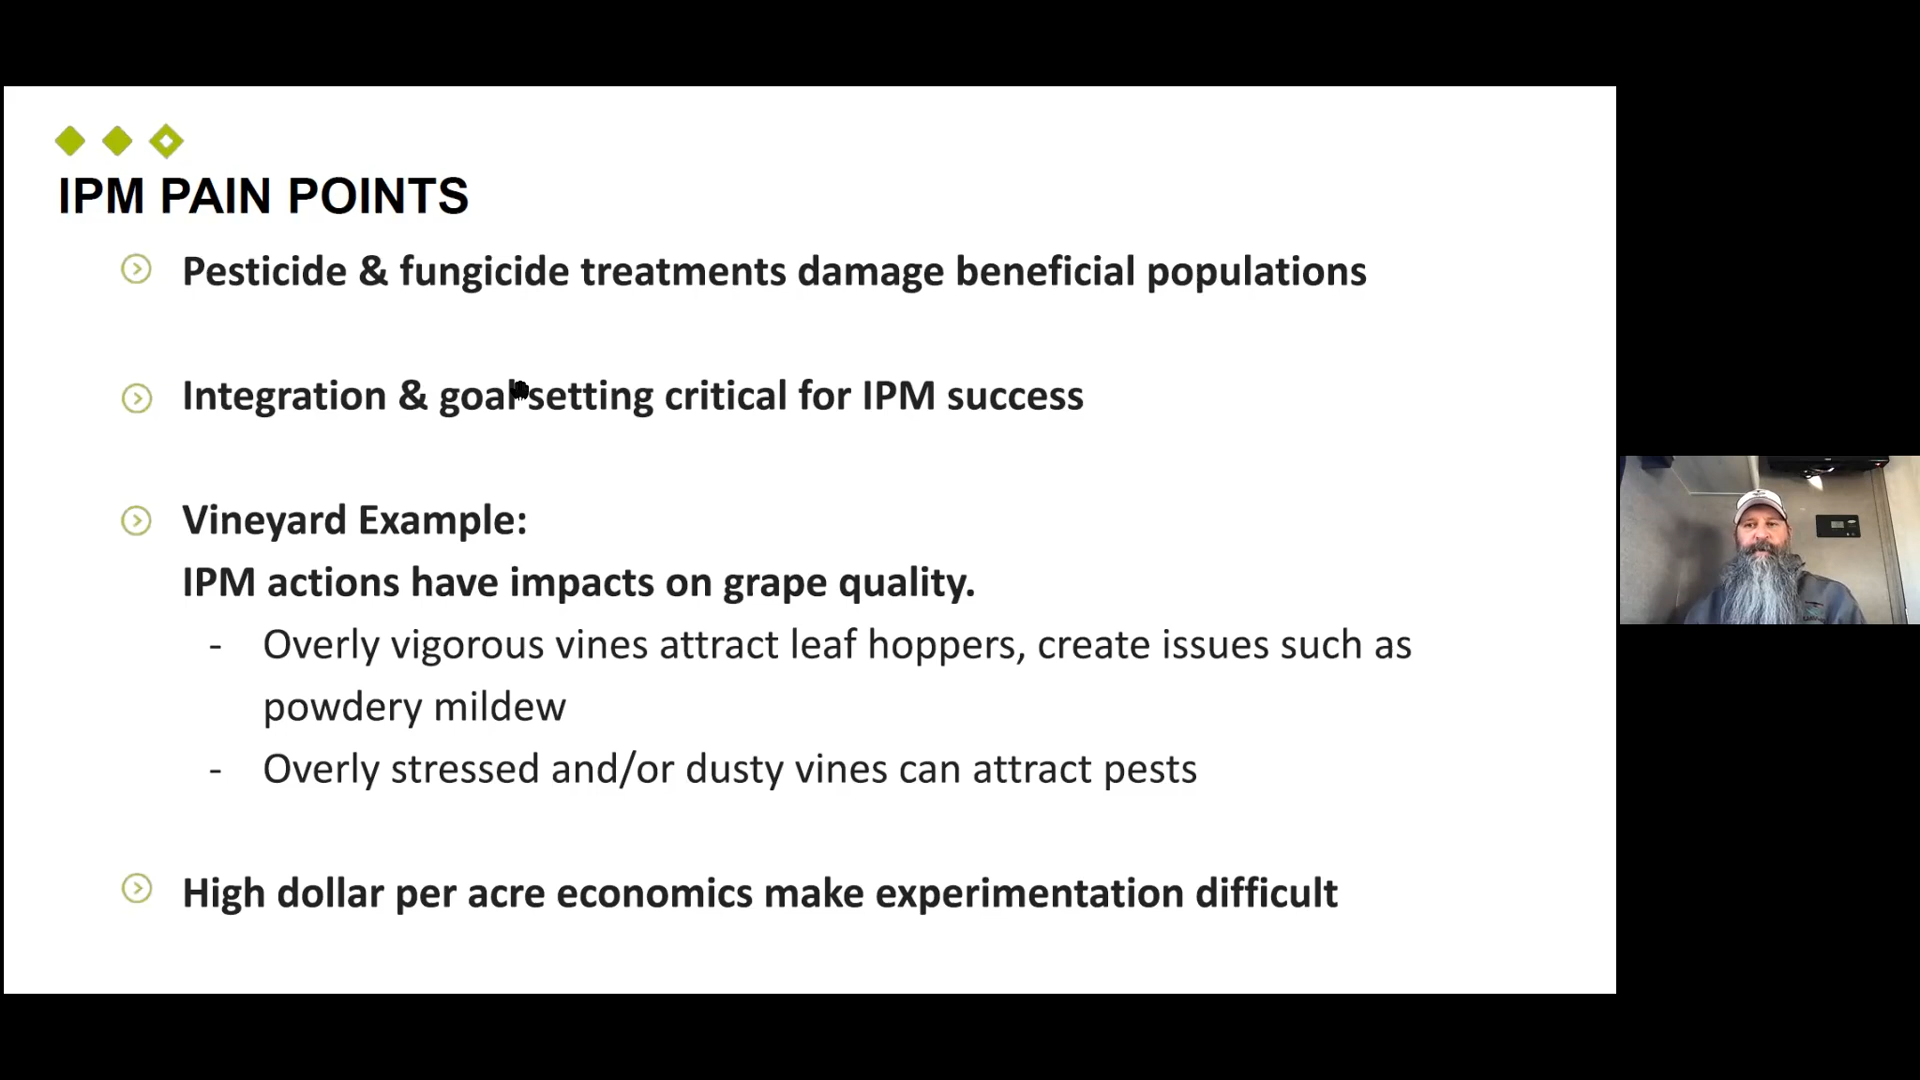 IPM PAIN POINTS
Pesticide & fungicide treatments damage beneficial populations
Integration & goal setting critical for IPM success
Vineyard Example:
IPM actions have impacts on grape quality.
- Overly vigorous vines attract leaf hoppers, create issues such as
powdery mildew
- Overly stressed and/or dusty vines can attract pests
High dollar per acre economics make experimentation difficult